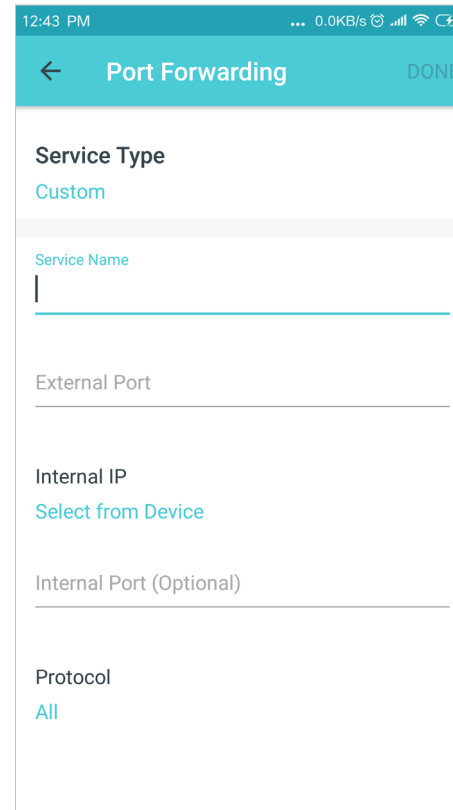 12:43 PM ... 0.0KB/s
Port Forwarding DONE
Service Type
Custom
Service Name
External Port
Internal IP
Select from Device
Internal Port (Optional)
Protocol
All